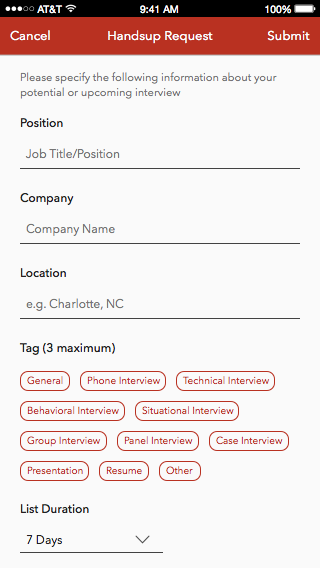 AT&T 9:41 AM 100%
Cancel Handsup Request Submit
Please specify the following information about your
potential or upcoming interview
Position
Job Title/Position
Company
Company Name
Location
e.g. Charlotte, NC
Tag (3 maximum)
General Phone Interview Technical Interview
Behavioral Interview Situational Interview
Group Interview Panel Interview Case Interview
Presentation Resume Other
List Duration
7 Days